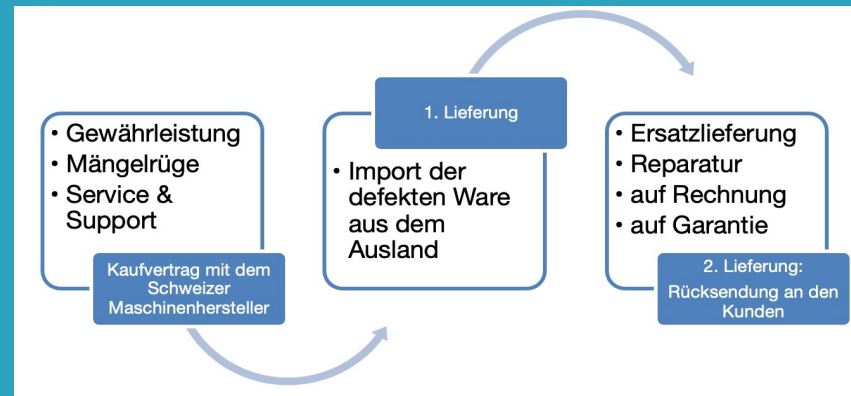 • Gewährleistung
• Mängelrüge
• Service &
Support
Kaufvertrag mit dem
Schweizer
Maschinenhersteller
1. Lieferung
• Import der
defekten Ware
aus dem
Ausland
• Ersatzlieferung
• Reparatur
• auf Rechnung
• auf Garantie
2. Lieferung:
Rücksendung an den
Kunden